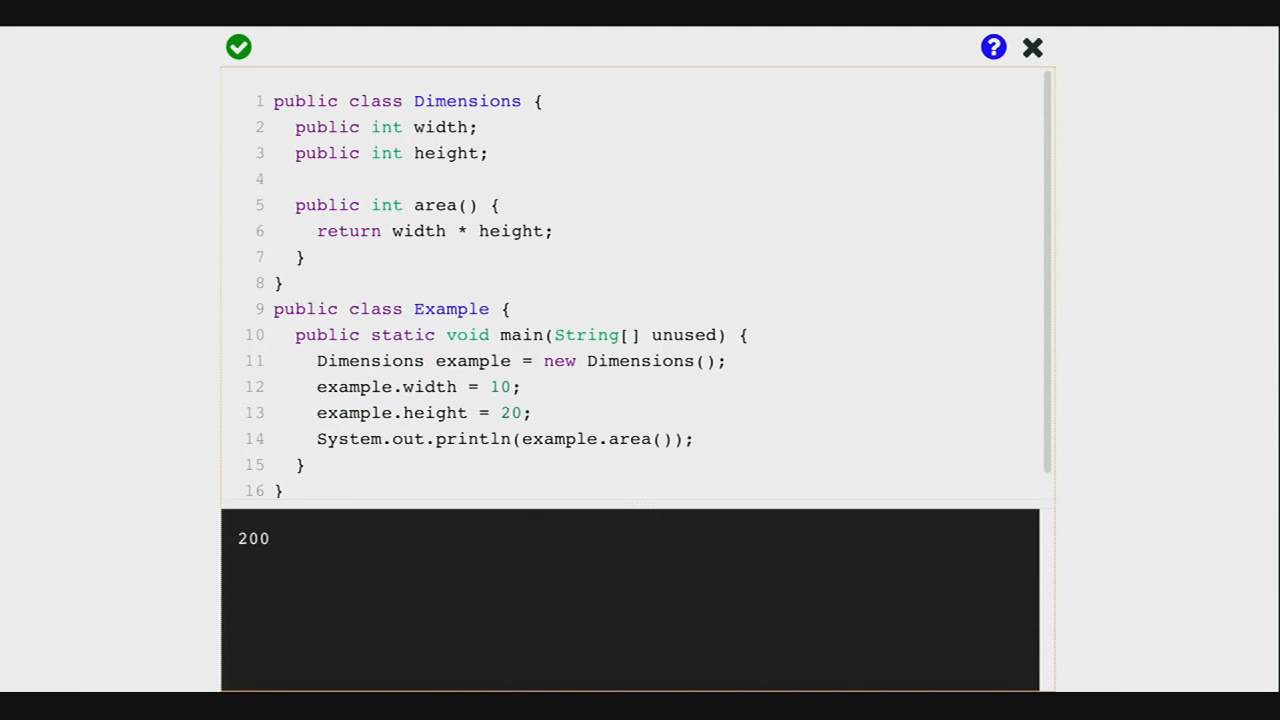 ?
1 public class Dimensions {
2   public int width;
3   public int height;
4
5   public int area() {
6     return width * height;
7   }
8 }
9 public class Example {
10   public static void main(String[] unused) {
11     Dimensions example = new Dimensions();
12     example.width = 10;
13     example.height = 20;
14     System.out.println(example.area());
15   }
16 }
200